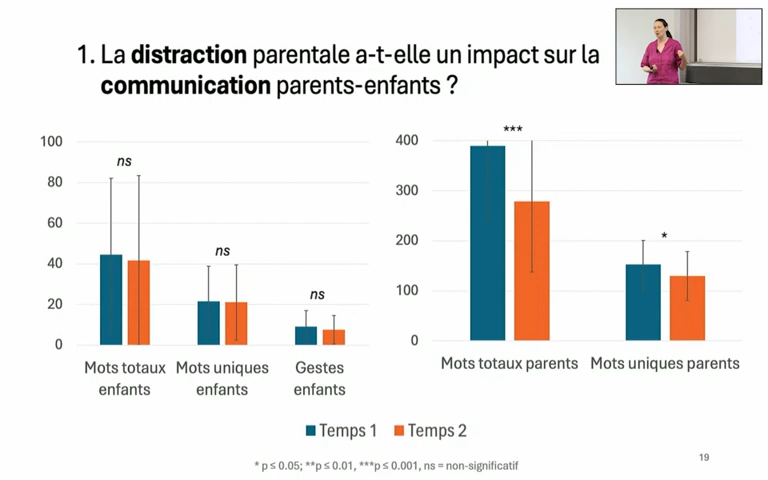 1. La distraction parentale a-t-elle un impact sur la
communication parents-enfants ?
100
80
60
40
20
0
ns
ns
ns
Mots totaux
enfants
Mots uniques
enfants
Gestes
enfants
400
300
200
100
0
***
*
Mots totaux parents
Mots uniques parents
Temps 1
Temps 2
* p ≤ 0.05; **p ≤ 0.01, ***p ≤ 0.001, ns = non-significatif
19